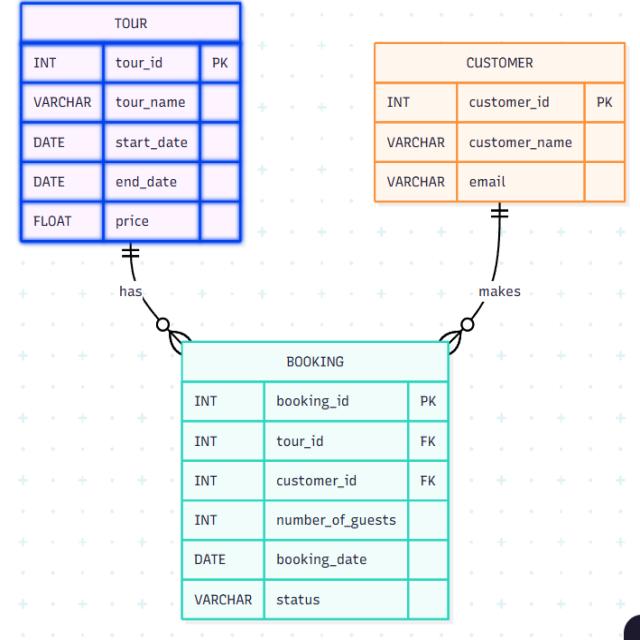 TOUR
INT tour_id PK
VARCHAR tour_name
DATE start_date
DATE end_date
FLOAT price
CUSTOMER
INT customer_id PK
VARCHAR customer_name
VARCHAR email
has
makes
BOOKING
INT booking_id PK
INT tour_id FK
INT customer_id FK
INT number_of_guests
DATE booking_date
VARCHAR status